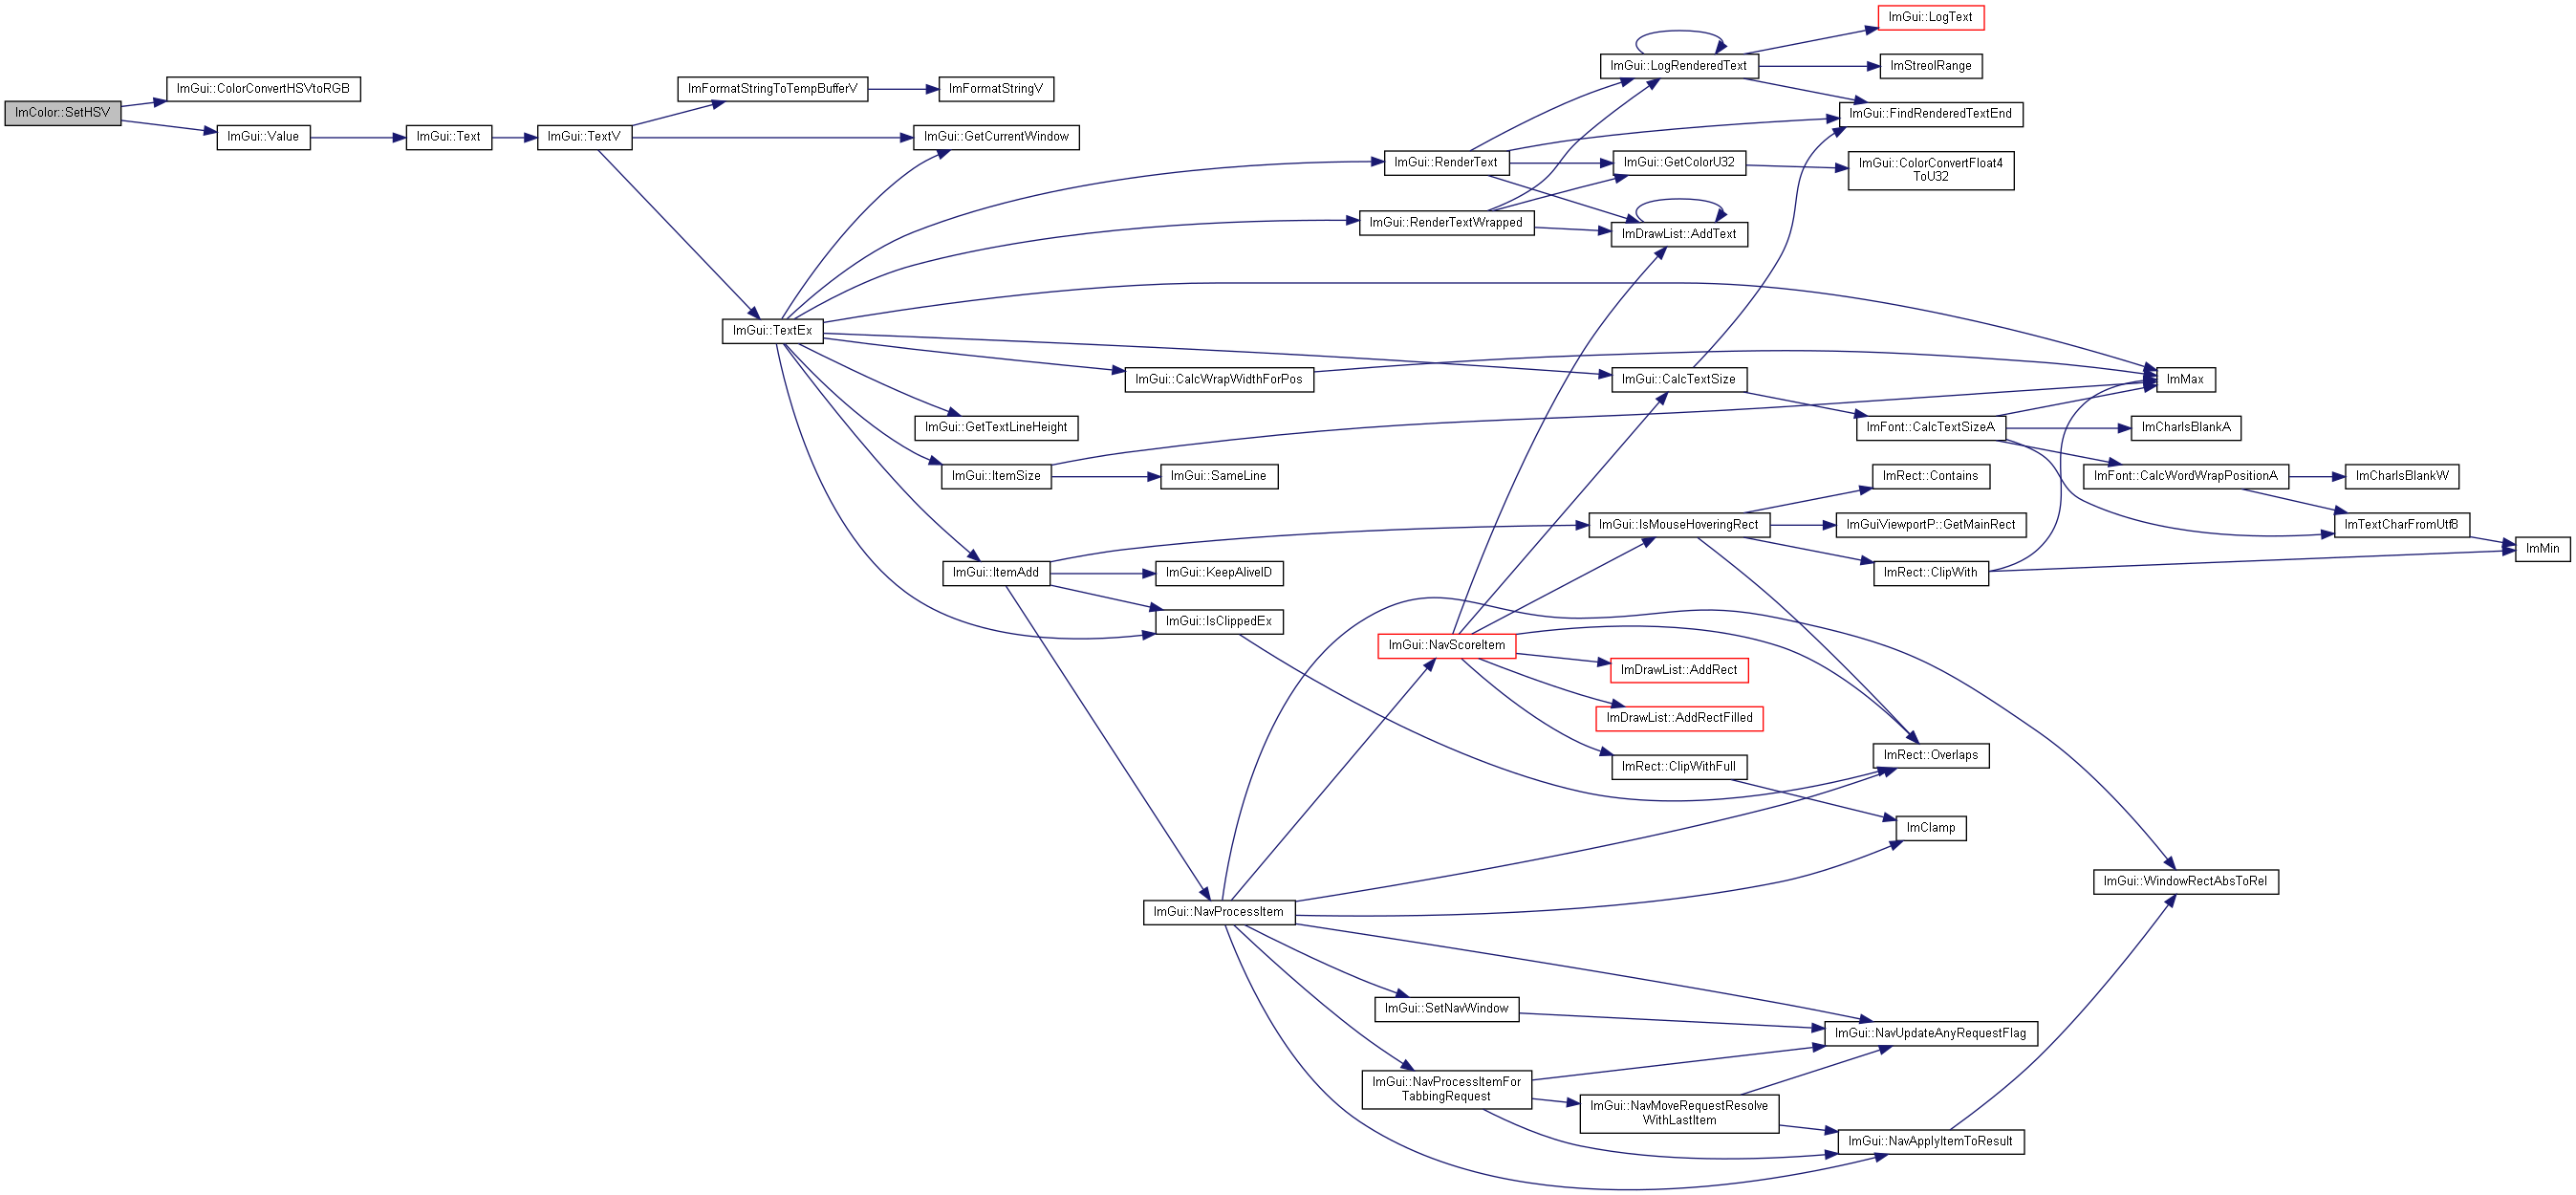 ImColor::SetHSV
ImGui::ColorConvertHSVtoRGB
ImGui::Value
ImGui::Text
ImGui::TextV
ImFormatStringToTempBufferV
ImFormatStringV
ImGui::GetCurrentWindow
ImGui::TextEx
ImGui::RenderText
ImGui::RenderTextWrapped
ImGui::CalcWrapWidthForPos
ImGui::GetTextLineHeight
ImGui::ItemSize
ImGui::SameLine
ImGui::ItemAdd
ImGui::KeepAliveID
ImGui::IsClippedEx
ImGui::NavProcessItem
ImGui::LogRenderedText
ImGui::LogText
ImStreolRange
ImGui::FindRenderedTextEnd
ImGui::GetColorU32
ImGui::ColorConvertFloat4
ToU32
ImDrawList::AddText
ImGui::CalcTextSize
ImMax
ImFont::CalcTextSizeA
ImCharIsBlankA
ImFont::CalcWordWrapPositionA
ImCharIsBlankW
ImTextCharFromUtf8
ImMin
ImRect::Contains
ImGui::IsMouseHoveringRect
ImGuiViewportP::GetMainRect
ImRect::ClipWith
ImGui::NavScoreItem
ImDrawList::AddRect
ImDrawList::AddRectFilled
ImRect::ClipWithFull
ImRect::Overlaps
ImClamp
ImGui::WindowRectAbsToRel
ImGui::SetNavWindow
ImGui::NavUpdateAnyRequestFlag
ImGui::NavProcessItemFor
TabbingRequest
ImGui::NavMoveRequestResolve
WithLastItem
ImGui::NavApplyItemToResult